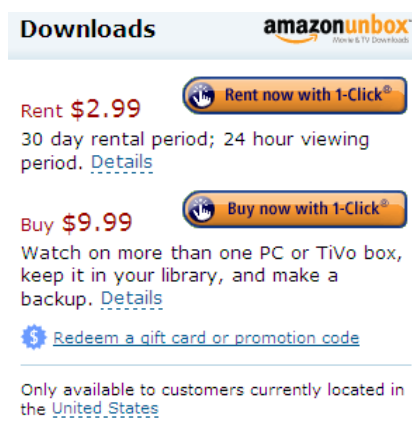 Downloads
amazonunbox
Movie & TV Downloads
Rent $2.99
Rent now with 1-Click®
30 day rental period; 24 hour viewing
period. Details
Buy $9.99
Buy now with 1-Click®
Watch on more than one PC or TiVo box,
keep it in your library, and make a
backup. Details
$ Redeem a gift card or promotion code
Only available to customers currently located in
the United States